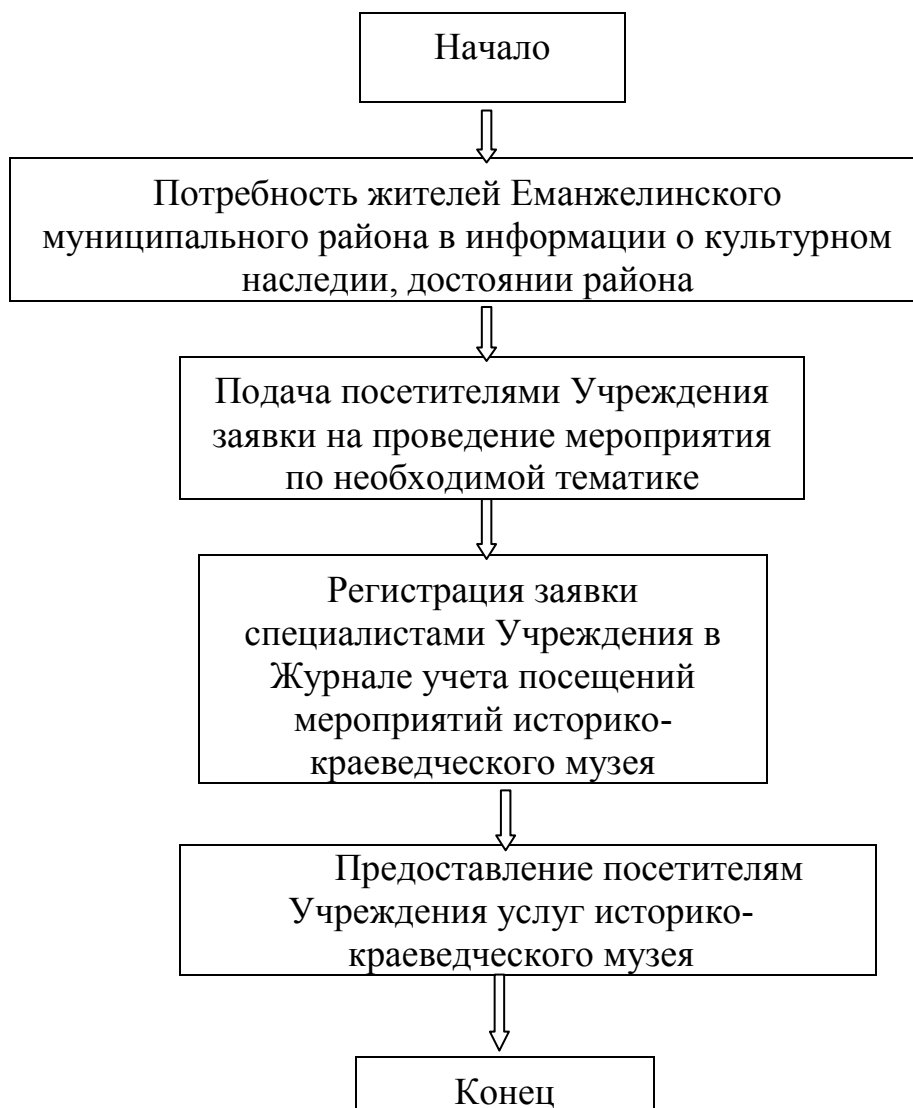 Начало
Потребность жителей Еманжелинского
муниципального района в информации о культурном
наследии, достоянии района
Подача посетителями Учреждения
заявки на проведение мероприятия
по необходимой тематике
Регистрация заявки
специалистами Учреждения в
Журнале учета посещений
мероприятий историко-
краеведческого музея
Предоставление посетителям
Учреждения услуг историко-
краеведческого музея
Конец